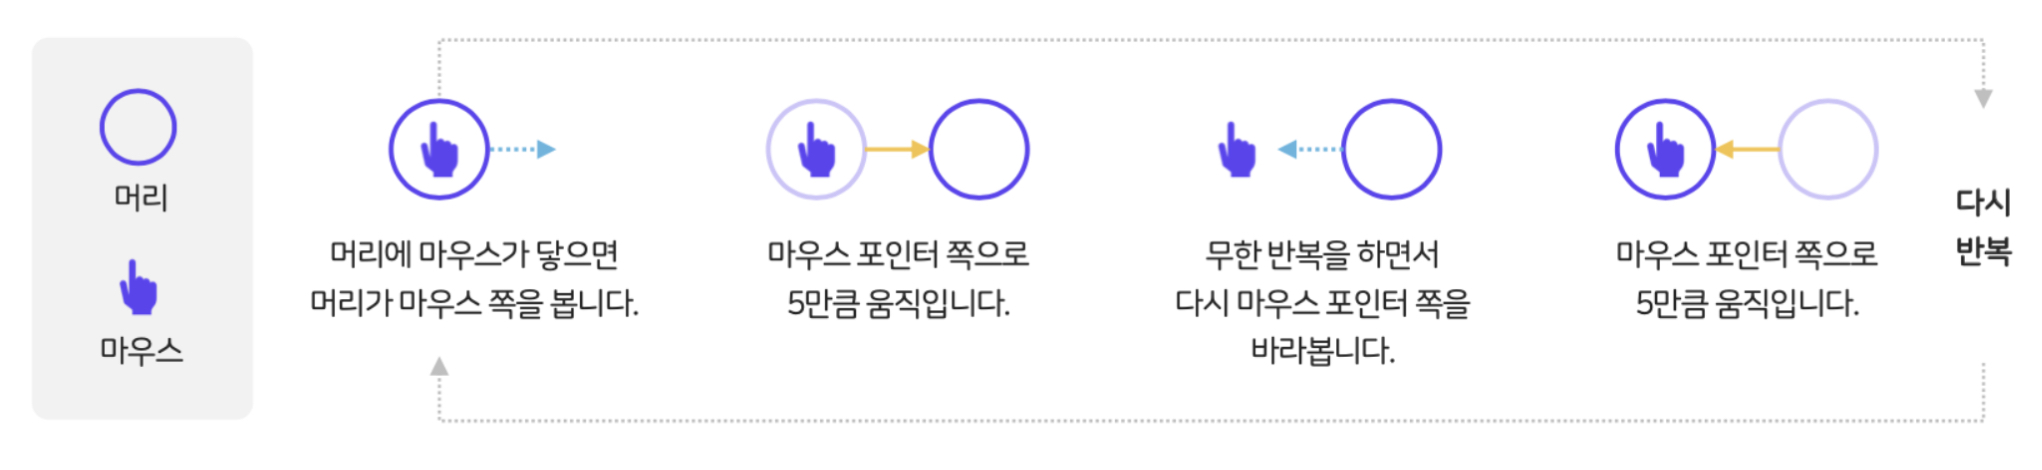 머리
마우스
머리에 마우스가 닿으면
머리가 마우스 쪽을 봅니다.
마우스 포인터 쪽으로
5만큼 움직입니다.
무한 반복을 하면서
다시 마우스 포인터 쪽을
바라봅니다.
마우스 포인터 쪽으로
5만큼 움직입니다.
다시
반복